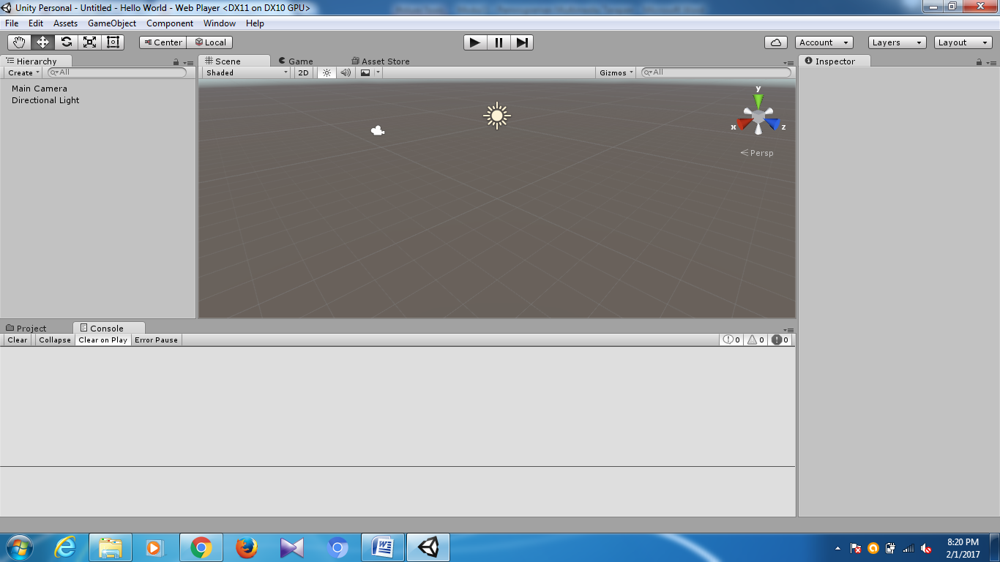 Unity Personal - Untitled - Hello World - Web Player <DX11 on DX10 GPU>
File Edit Assets GameObject Component Window Help
Center Local Account Layers Layout
Hierarchy
Create All
Main Camera
Directional Light
Scene Game Asset Store
Shaded 2D Gizmos All
y
x z
Persp
Inspector
Project Console
Clear Collapse Clear on Play Error Pause 0 0 0
8:20 PM
2/1/2017